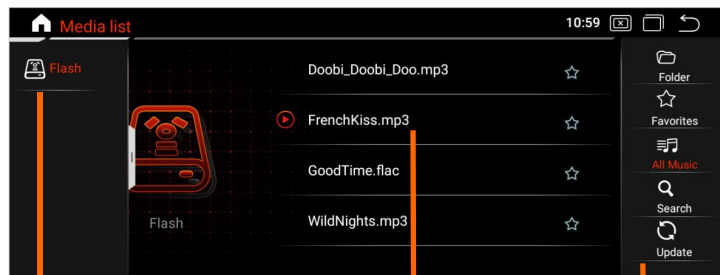 Media list
10:59
Flash
Flash
Doobi_Doobi_Doo.mp3
FrenchKiss.mp3
GoodTime.flac
WildNights.mp3
Folder
Favorites
All Music
Search
Update